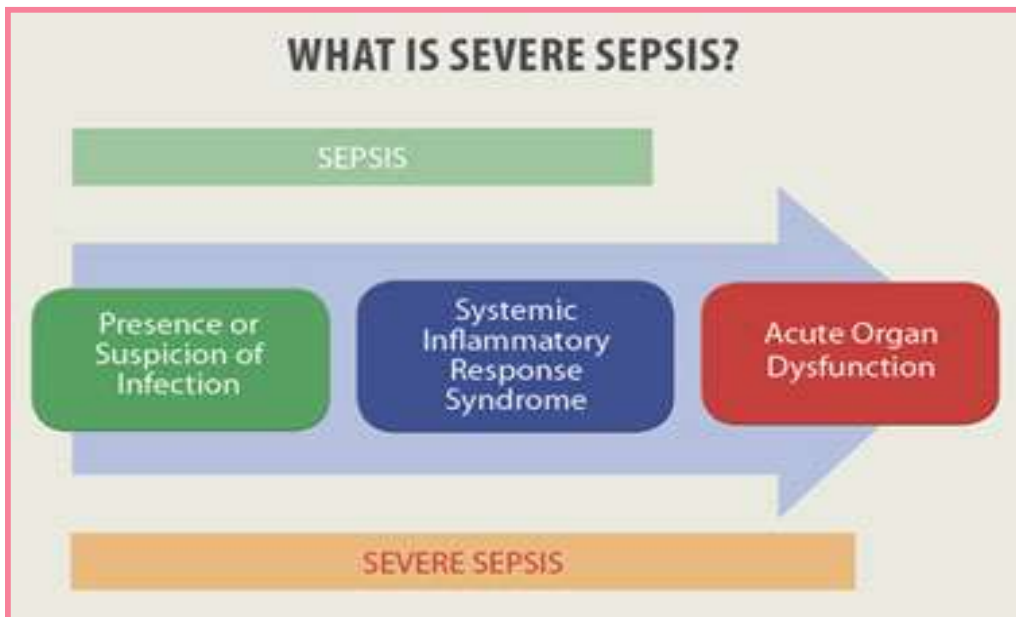 WHAT IS SEVERE SEPSIS?
SEPSIS
Presence or
Suspicion of
Infection
Systemic
Inflammatory
Response
Syndrome
Acute Organ
Dysfunction
SEVERE SEPSIS